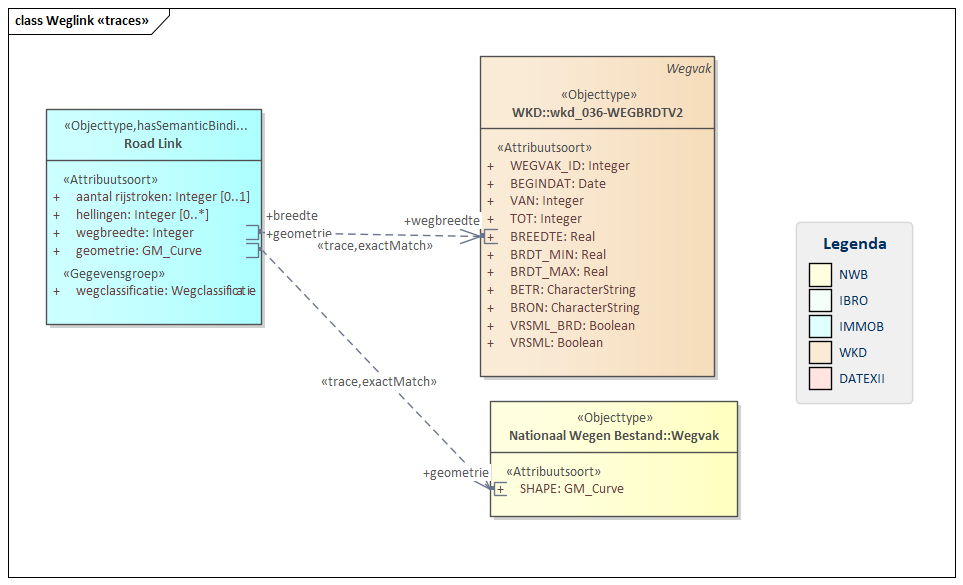 class Weglink «traces»
«Objecttype,hasSemanticBindi...
Road Link
«Attribuutsoort»
+ aantal rijstroken: Integer [0..1]
+ hellingen: Integer [0..*]
+ wegbreedte: Integer
+ geometrie: GM_Curve
«Gegevensgroep»
+ wegclassificatie: Wegclassificatie
+breedte
+geometrie
+wegbreedte
«trace,exactMatch»
Wegvak
«Objecttype»
WKD::wkd_036-WEGBRDTV2
«Attribuutsoort»
+ WEGVAK_ID: Integer
+ BEGINDAT: Date
+ VAN: Integer
+ TOT: Integer
+ BREEDTE: Real
+ BRDT_MIN: Real
+ BRDT_MAX: Real
+ BETR: CharacterString
+ BRON: CharacterString
+ VRSML_BRD: Boolean
+ VRSML: Boolean
«trace,exactMatch»
+geometrie
«Objecttype»
Nationaal Wegen Bestand::Wegvak
«Attribuutsoort»
+ SHAPE: GM_Curve
Legenda
NWB
IBRO
IMMOB
WKD
DATEXII